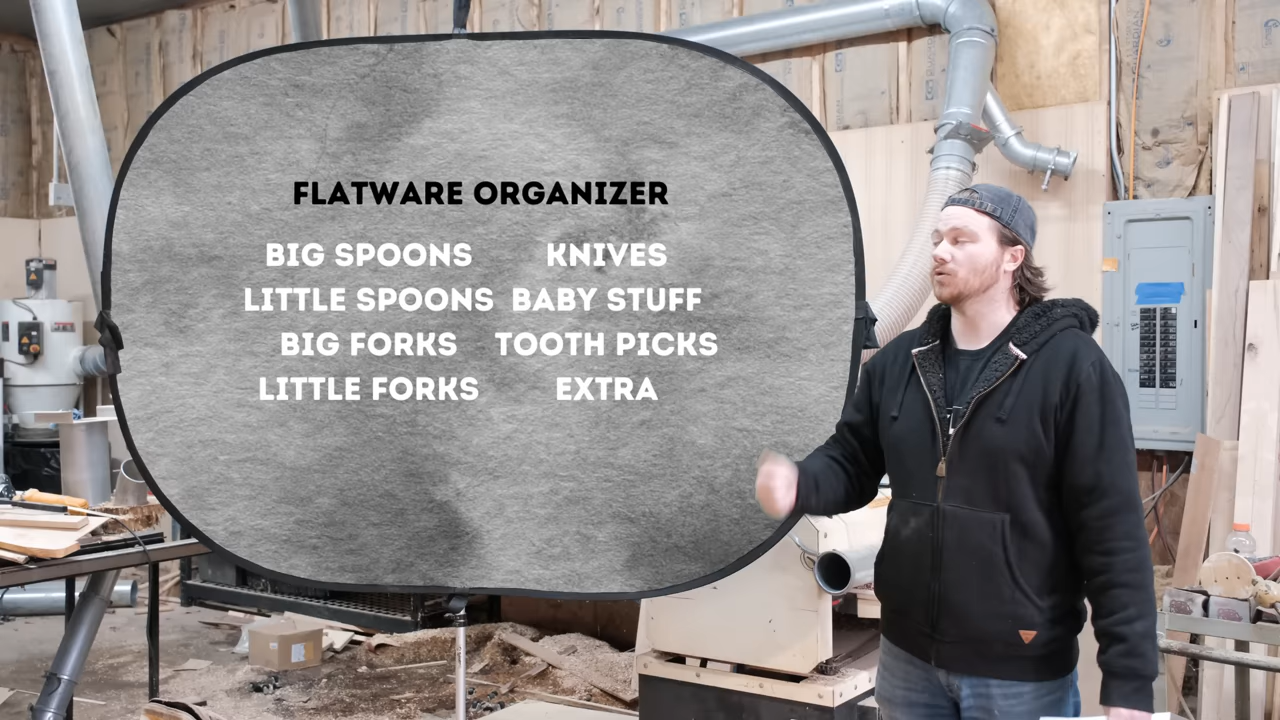 FLATWARE ORGANIZER
BIG SPOONS KNIVES
LITTLE SPOONS BABY STUFF
BIG FORKS TOOTH PICKS
LITTLE FORKS EXTRA